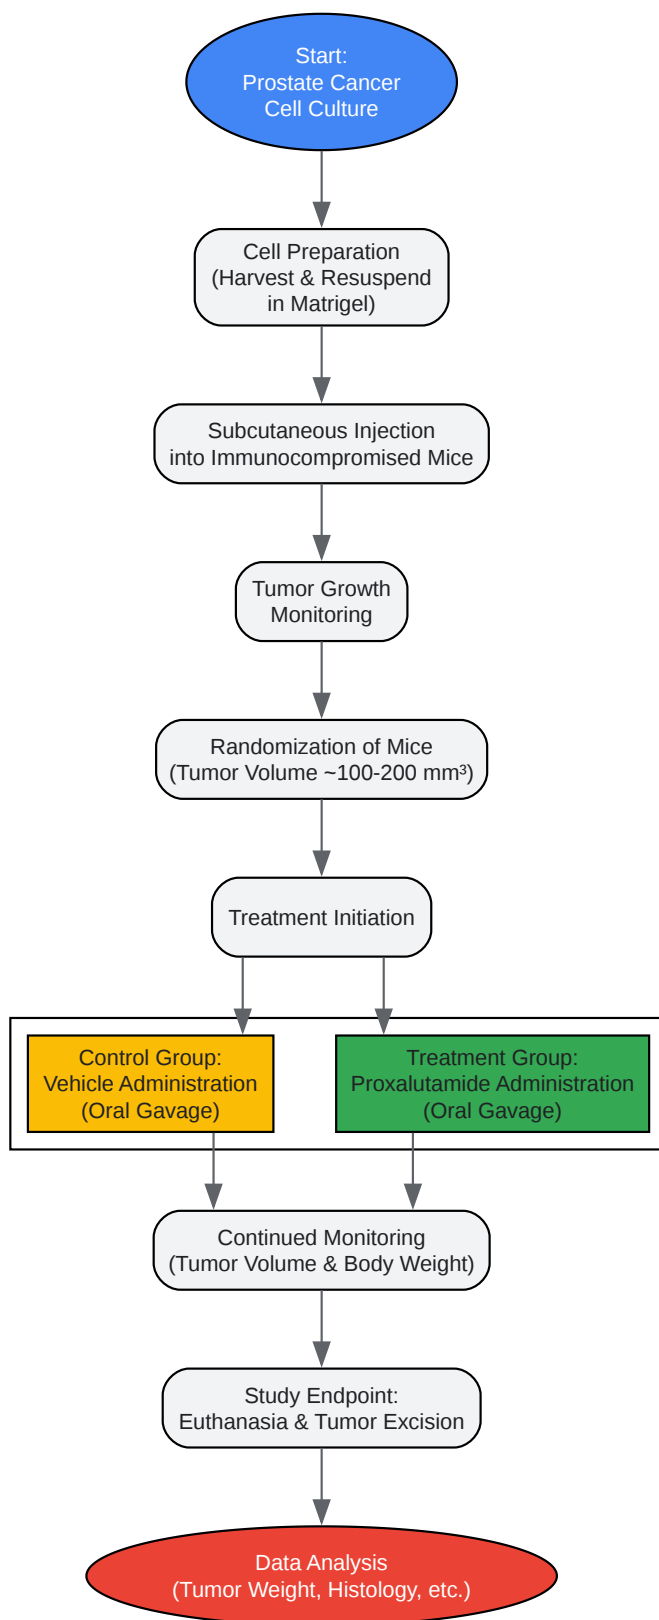 Start:
Prostate Cancer
Cell Culture
Cell Preparation
(Harvest & Resuspend
in Matrigel)
Subcutaneous Injection
into Immunocompromised Mice
Tumor Growth
Monitoring
Randomization of Mice
(Tumor Volume ~100-200 mm³)
Treatment Initiation
Control Group:
Vehicle Administration
(Oral Gavage)
Treatment Group:
Proxalutamide Administration
(Oral Gavage)
Continued Monitoring
(Tumor Volume & Body Weight)
Study Endpoint:
Euthanasia & Tumor Excision
Data Analysis
(Tumor Weight, Histology, etc.)